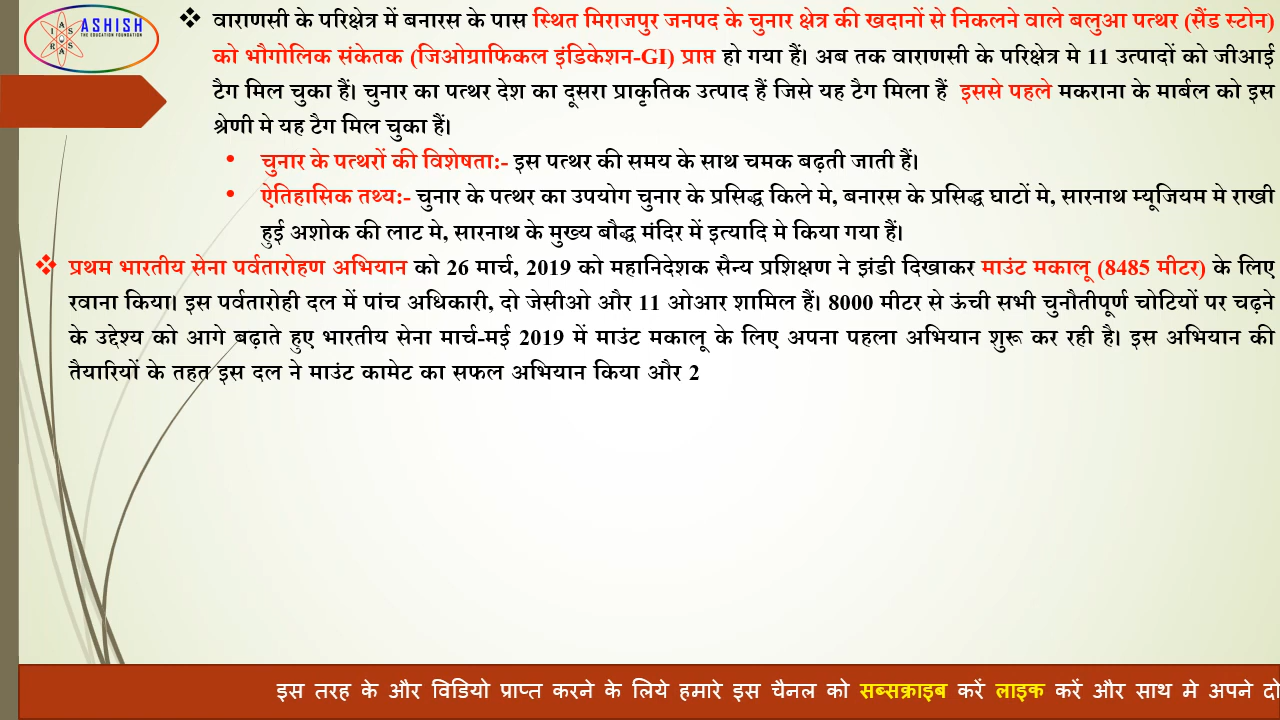 ASHISH
THE EDUCATION FOUNDATION
वाराणसी के परिक्षेत्र में बनारस के पास स्थित मिराजपुर जनपद के चुनार क्षेत्र की खदानों से निकलने वाले बलुआ पत्थर (सैंड स्टोन)
को भौगोलिक संकेतक (जिओग्राफिकल इंडिकेशन-GI) प्राप्त हो गया हैं। अब तक वाराणसी के परिक्षेत्र मे 11 उत्पादों को जीआई
टैग मिल चुका हैं। चुनार का पत्थर देश का दूसरा प्राकृतिक उत्पाद हैं जिसे यह टैग मिला हैं इससे पहले मकराना के मार्बल को इस
श्रेणी मे यह टैग मिल चुका हैं।
चुनार के पत्थरों की विशेषता:- इस पत्थर की समय के साथ चमक बढ़ती जाती हैं।
ऐतिहासिक तथ्य:- चुनार के पत्थर का उपयोग चुनार के प्रसिद्ध किले मे, बनारस के प्रसिद्ध घाटों मे, सारनाथ म्यूजियम मे राखी
हुई अशोक की लाट मे, सारनाथ के मुख्य बौद्ध मंदिर में इत्यादि मे किया गया हैं।
प्रथम भारतीय सेना पर्वतारोहण अभियान को 26 मार्च, 2019 को महानिदेशक सैन्य प्रशिक्षण ने झंडी दिखाकर माउंट मकालू (8485 मीटर) के लिए
रवाना किया। इस पर्वतारोही दल में पांच अधिकारी, दो जेसीओ और 11 ओआर शामिल हैं। 8000 मीटर से ऊंची सभी चुनौतीपूर्ण चोटियों पर चढ़ने
के उद्देश्य को आगे बढ़ाते हुए भारतीय सेना मार्च-मई 2019 में माउंट मकालू के लिए अपना पहला अभियान शुरू कर रही है। इस अभियान की
तैयारियों के तहत इस दल ने माउंट कामेट का सफल अभियान किया और 2
इस तरह के और विडियो प्राप्त करने के लिये हमारे इस चैनल को सब्सक्राइब करें लाइक करें और साथ मे अपने दो